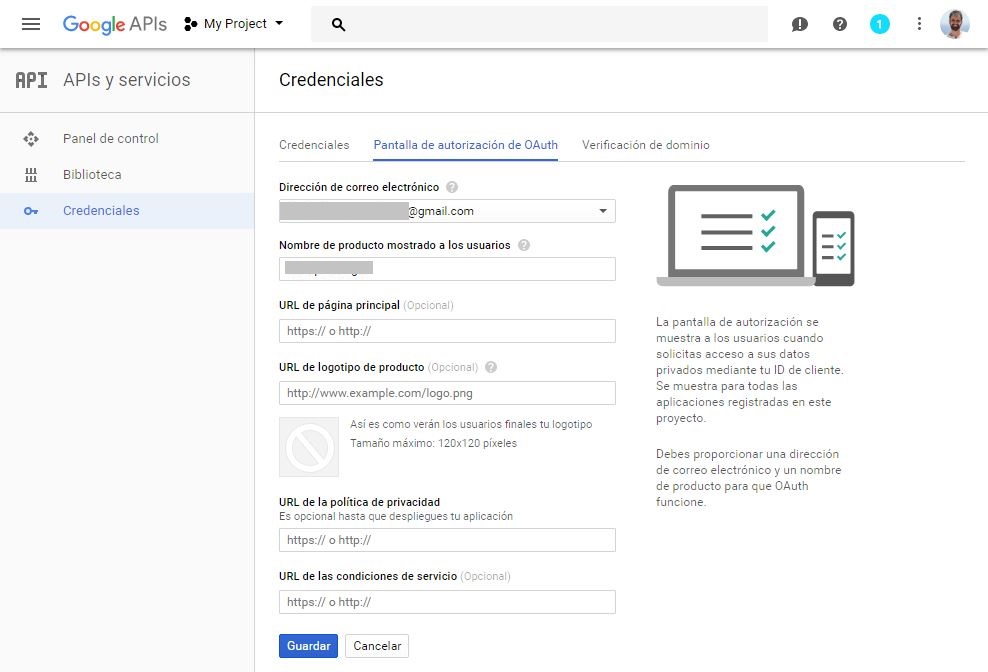 Google APIs
My Project
1
API APIs y servicios
Credenciales
Panel de control
Biblioteca
Credenciales
Credenciales
Pantalla de autorización de OAuth
Verificación de dominio
Dirección de correo electrónico ?
@gmail.com
Nombre de producto mostrado a los usuarios ?
URL de página principal (Opcional)
https:// o http://
URL de logotipo de producto (Opcional) ?
http://www.example.com/logo.png
Así es como verán los usuarios finales tu logotipo
Tamaño máximo: 120x120 píxeles
URL de la política de privacidad
Es opcional hasta que despliegues tu aplicación
https:// o http://
URL de las condiciones de servicio (Opcional)
https:// o http://
Guardar
Cancelar
La pantalla de autorización se
muestra a los usuarios cuando
solicitas acceso a sus datos
privados mediante tu ID de cliente.
Se muestra para todas las
aplicaciones registradas en este
proyecto.
Debes proporcionar una dirección
de correo electrónico y un nombre
de producto para que OAuth
funcione.